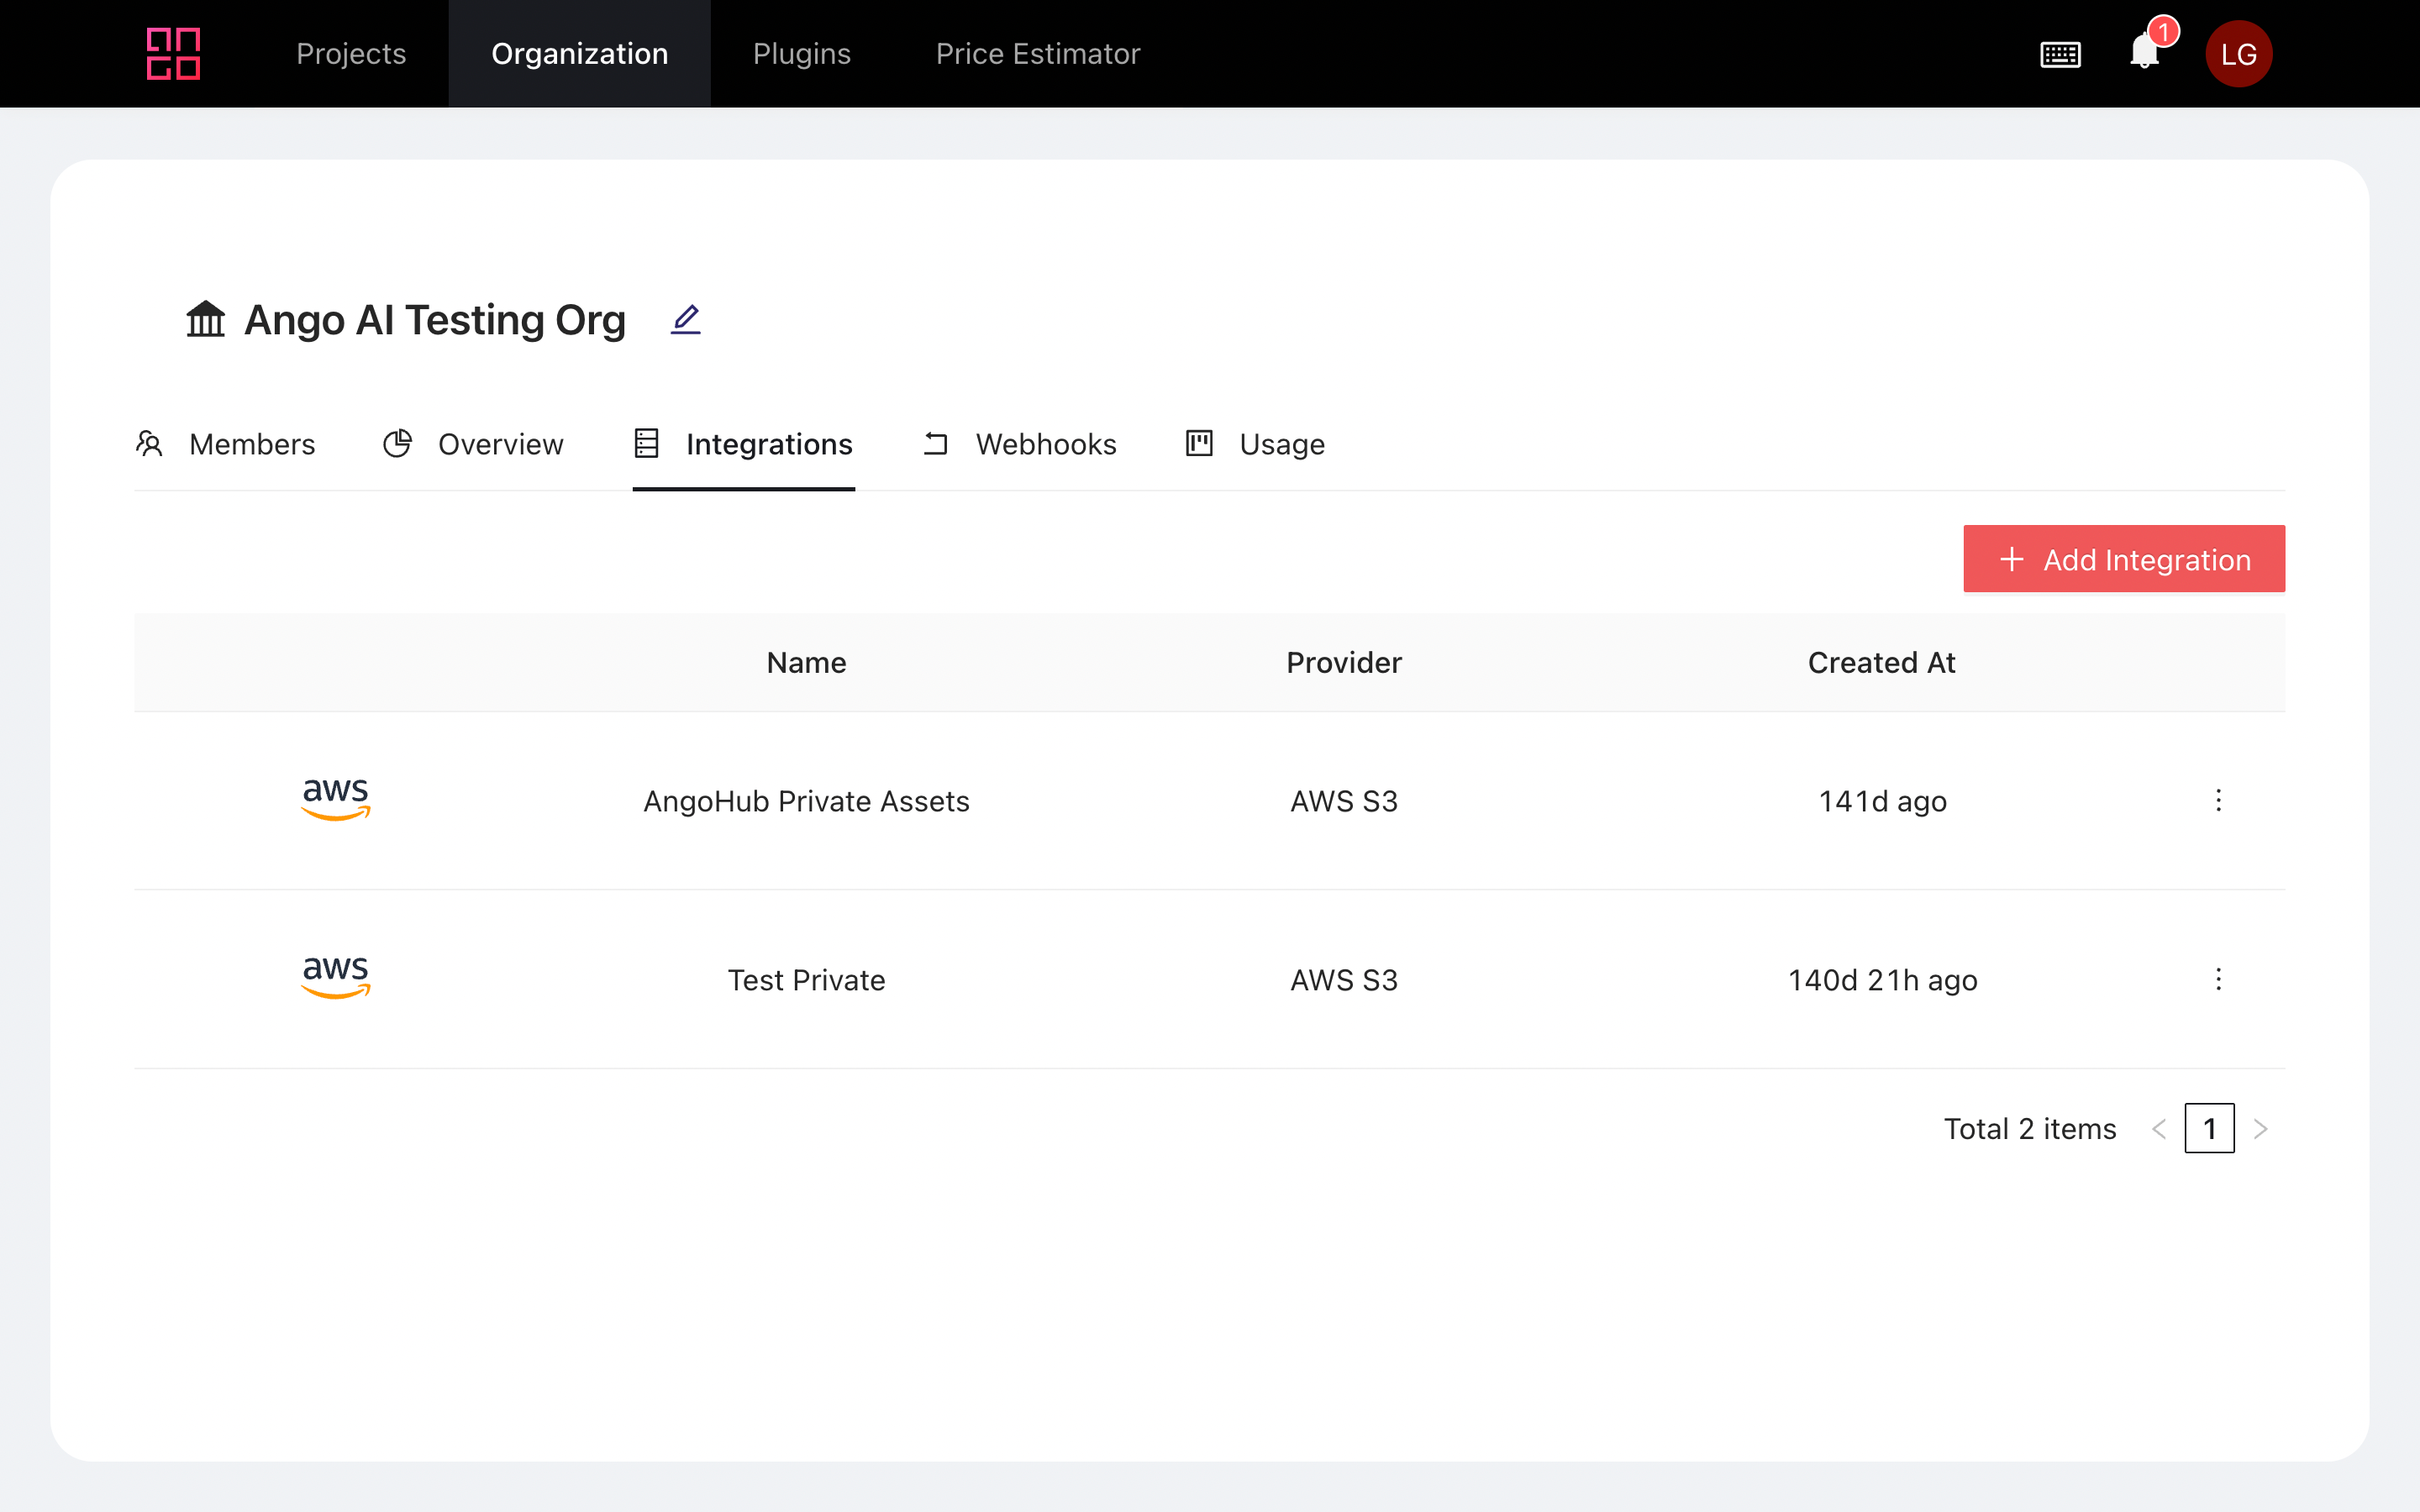 Projects Organization Plugins Price Estimator 1 LG
Ango AI Testing Org
Members Overview Integrations Webhooks Usage
+ Add Integration
Name Provider Created At
aws AngoHub Private Assets AWS S3 141d ago
aws Test Private AWS S3 140d 21h ago
Total 2 items < 1 >